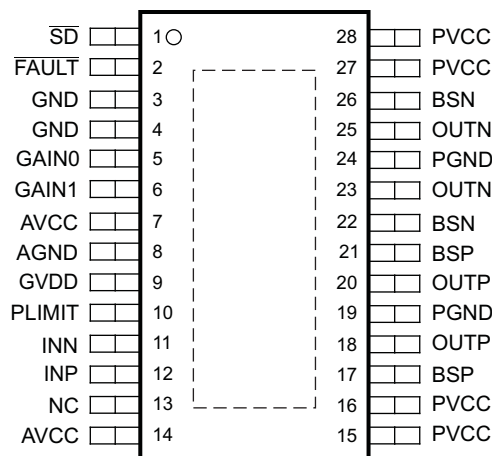 SD 1 28 PVCC
FAULT 2 27 PVCC
GND 3 26 BSN
GND 4 25 OUTN
GAIN0 5 24 PGND
GAIN1 6 23 OUTN
AVCC 7 22 BSN
AGND 8 21 BSP
GVDD 9 20 OUTP
PLIMIT 10 19 PGND
INN 11 18 OUTP
INP 12 17 BSP
NC 13 16 PVCC
AVCC 14 15 PVCC